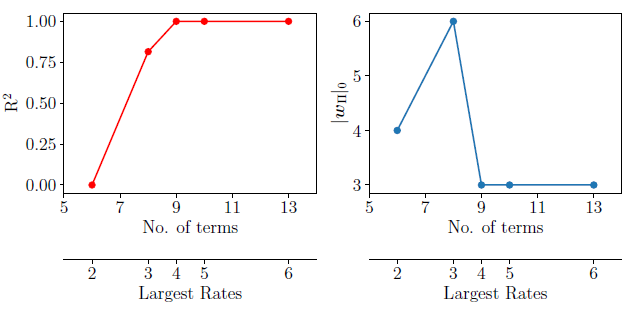 R²
1.00
0.75
0.50
0.25
0.00
5 7 9 11 13
No. of terms
2 3 4 5 6
Largest Rates
|w_Π|₀
6
5
4
3
5 7 9 11 13
No. of terms
2 3 4 5 6
Largest Rates